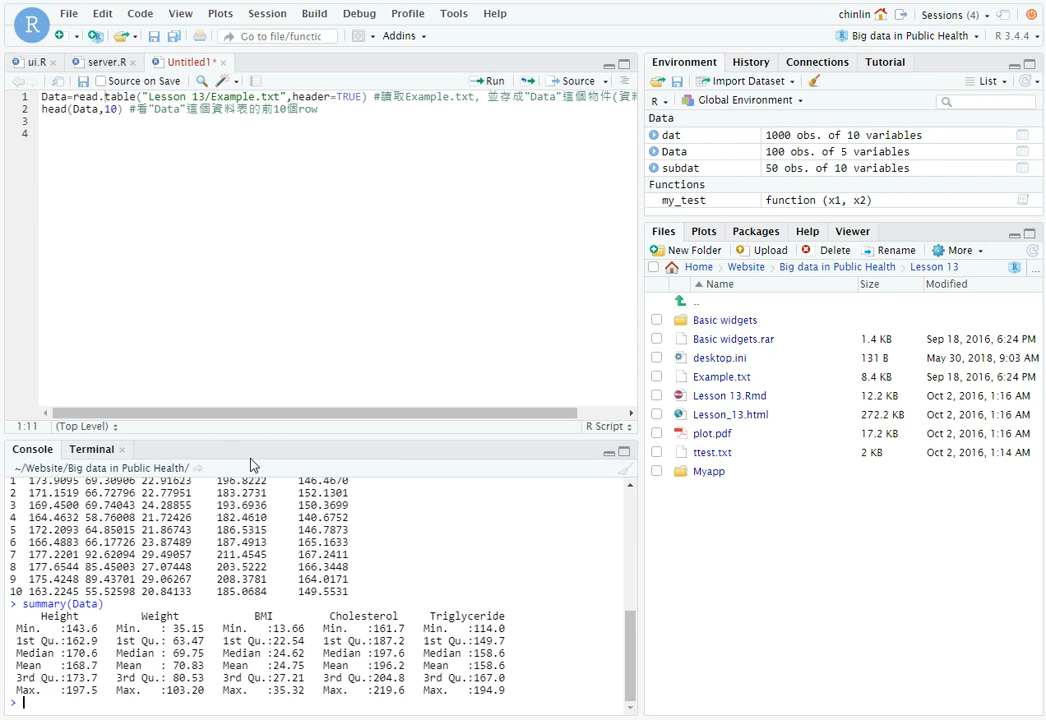 File Edit Code View Plots Session Build Debug Profile Tools Help
chinlin Sessions (4)
Go to file/functic Addins
Big data in Public Health R 3.4.4
ui.R server.R Untitled1*
Source on Save Run Source
1 Data=read.table("Lesson 13/Example.txt",header=TRUE) #讀取Example.txt, 並存成"Data"這個物件(資料
2 head(Data,10) #看"Data"這個資料表的前10個row
3
4
1:11 (Top Level) R Script
Console Terminal
~/Website/Big data in Public Health/
1 173.9095 69.30906 22.91623 196.8222 146.4670
2 171.1519 66.72796 22.77951 183.2731 152.1301
3 169.4500 69.74043 24.28855 193.6936 150.3699
4 164.4632 58.76008 21.72426 182.4610 140.6752
5 172.2093 64.85015 21.86743 186.5315 146.7873
6 166.4883 66.17726 23.87489 187.4913 165.1633
7 177.2201 92.62094 29.49057 211.4545 167.2411
8 177.6544 85.45003 27.07448 203.5222 166.3448
9 175.4248 89.43701 29.06267 208.3781 164.0171
10 163.2245 55.52598 20.84133 185.0684 149.5531
> summary(Data)
Height Weight BMI Cholesterol Triglyceride
Min. :143.6 Min. : 35.15 Min. :13.66 Min. :161.7 Min. :114.0
1st Qu.:162.9 1st Qu.: 63.47 1st Qu.:22.54 1st Qu.:187.2 1st Qu.:149.7
Median :170.6 Median : 69.75 Median :24.62 Median :197.6 Median :158.6
Mean :168.7 Mean : 70.83 Mean :24.75 Mean :196.2 Mean :158.6
3rd Qu.:173.7 3rd Qu.: 80.53 3rd Qu.:27.21 3rd Qu.:204.8 3rd Qu.:167.0
Max. :197.5 Max. :103.20 Max. :35.32 Max. :219.6 Max. :194.9
>
Environment History Connections Tutorial
Import Dataset List
R Global Environment
Data
dat 1000 obs. of 10 variables
Data 100 obs. of 5 variables
subdat 50 obs. of 10 variables
Functions
my_test function (x1, x2)
Files Plots Packages Help Viewer
New Folder Upload Delete Rename More
Home Website Big data in Public Health Lesson 13 ...
Name Size Modified
..
Basic widgets
Basic widgets.rar 1.4 KB Sep 18, 2016, 6:24 PM
desktop.ini 131 B May 30, 2018, 9:03 AM
Example.txt 8.4 KB Sep 18, 2016, 6:24 PM
Lesson 13.Rmd 12.2 KB Oct 2, 2016, 1:16 AM
Lesson_13.html 272.2 KB Oct 2, 2016, 1:16 AM
plot.pdf 17.2 KB Oct 2, 2016, 1:16 AM
ttest.txt 2 KB Oct 2, 2016, 1:14 AM
Myapp